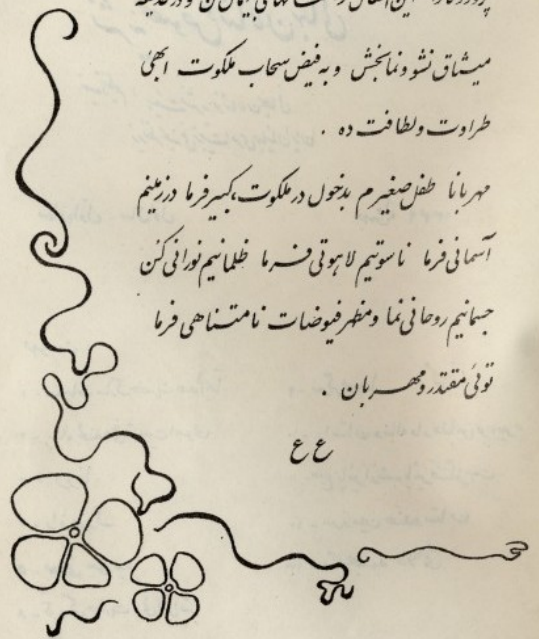 میثاق نشو و نما بخش و به فیض سحاب ملکوت ابهیٰ
طراوت و لطافت ده .
مهربانا طفل صغیرم بدخول در ملکوت، کبیر فرما در زمینم
آسمانی فرما ناسوتیم لاهوتی فرما ظلمانیم نورانی کن
جسمانیم روحانی نما و مظهر فیوضات نامتناهی فرما
توئی مقتدر و مهربان .
ع ع